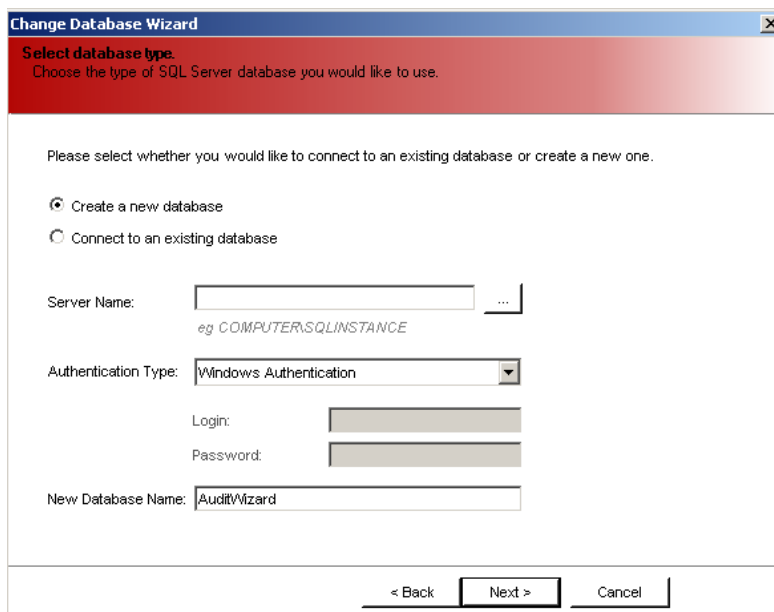 Change Database Wizard
Select database type.
Choose the type of SQL Server database you would like to use.
Please select whether you would like to connect to an existing database or create a new one.
Create a new database
Connect to an existing database
Server Name:
...
eg COMPUTER\SQLINSTANCE
Authentication Type: Windows Authentication
Login:
Password:
New Database Name: AuditWizard
< Back Next > Cancel